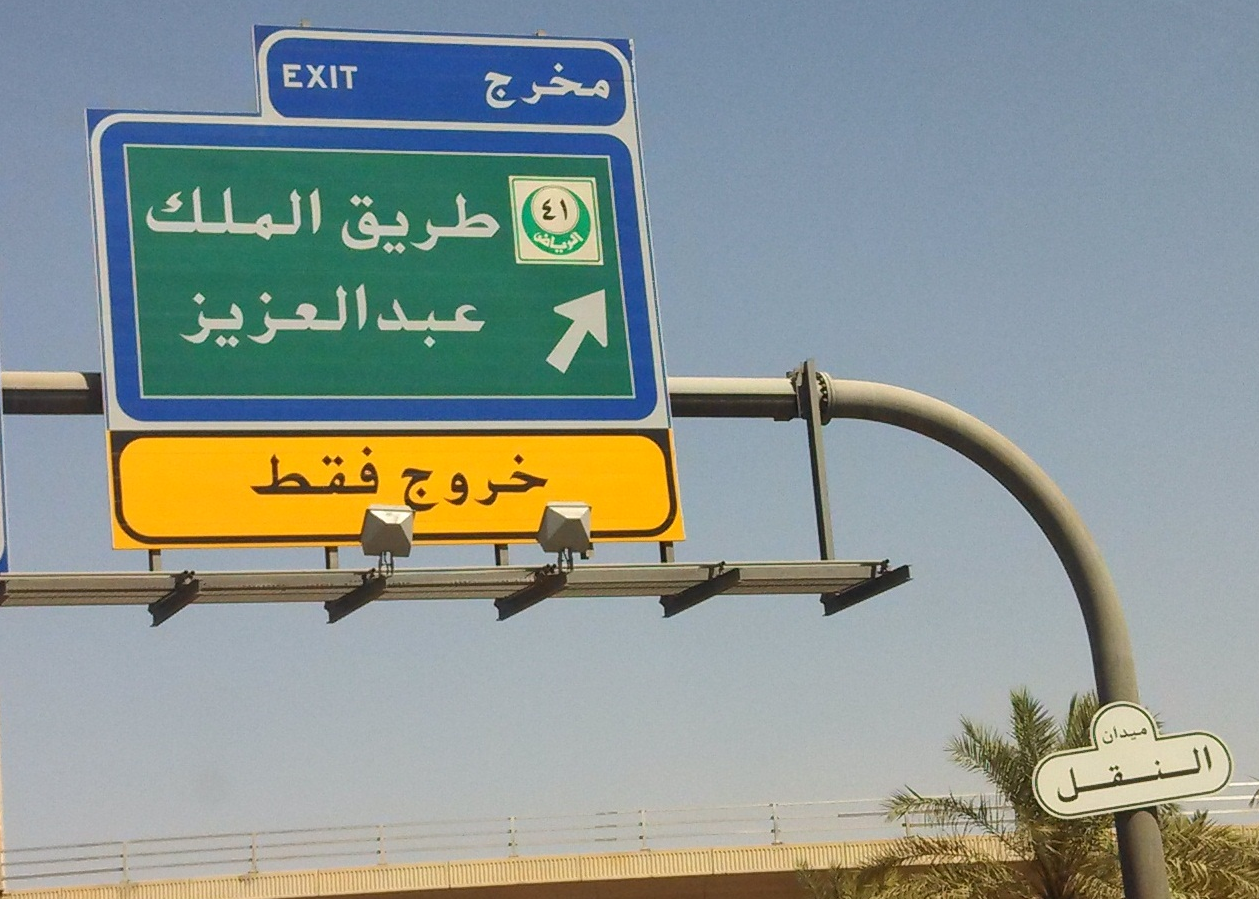 مخرج EXIT
طريق الملك
٤١
الرياض
عبدالعزيز
خروج فقط
ميدان
النقل